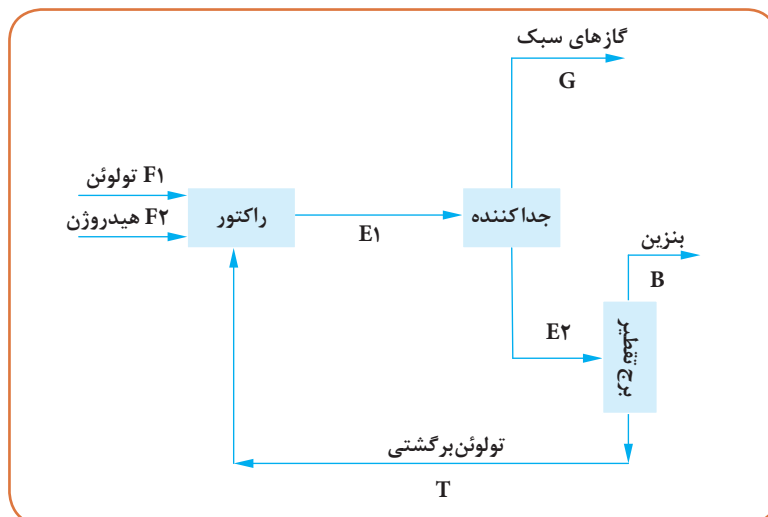 گازهای سبک
G
F۱ تولوئن
F۲ هیدروژن
راکتور
E۱
جداکننده
بنزین
B
E۲
برج تقطیر
تولوئن‌برگشتی
T